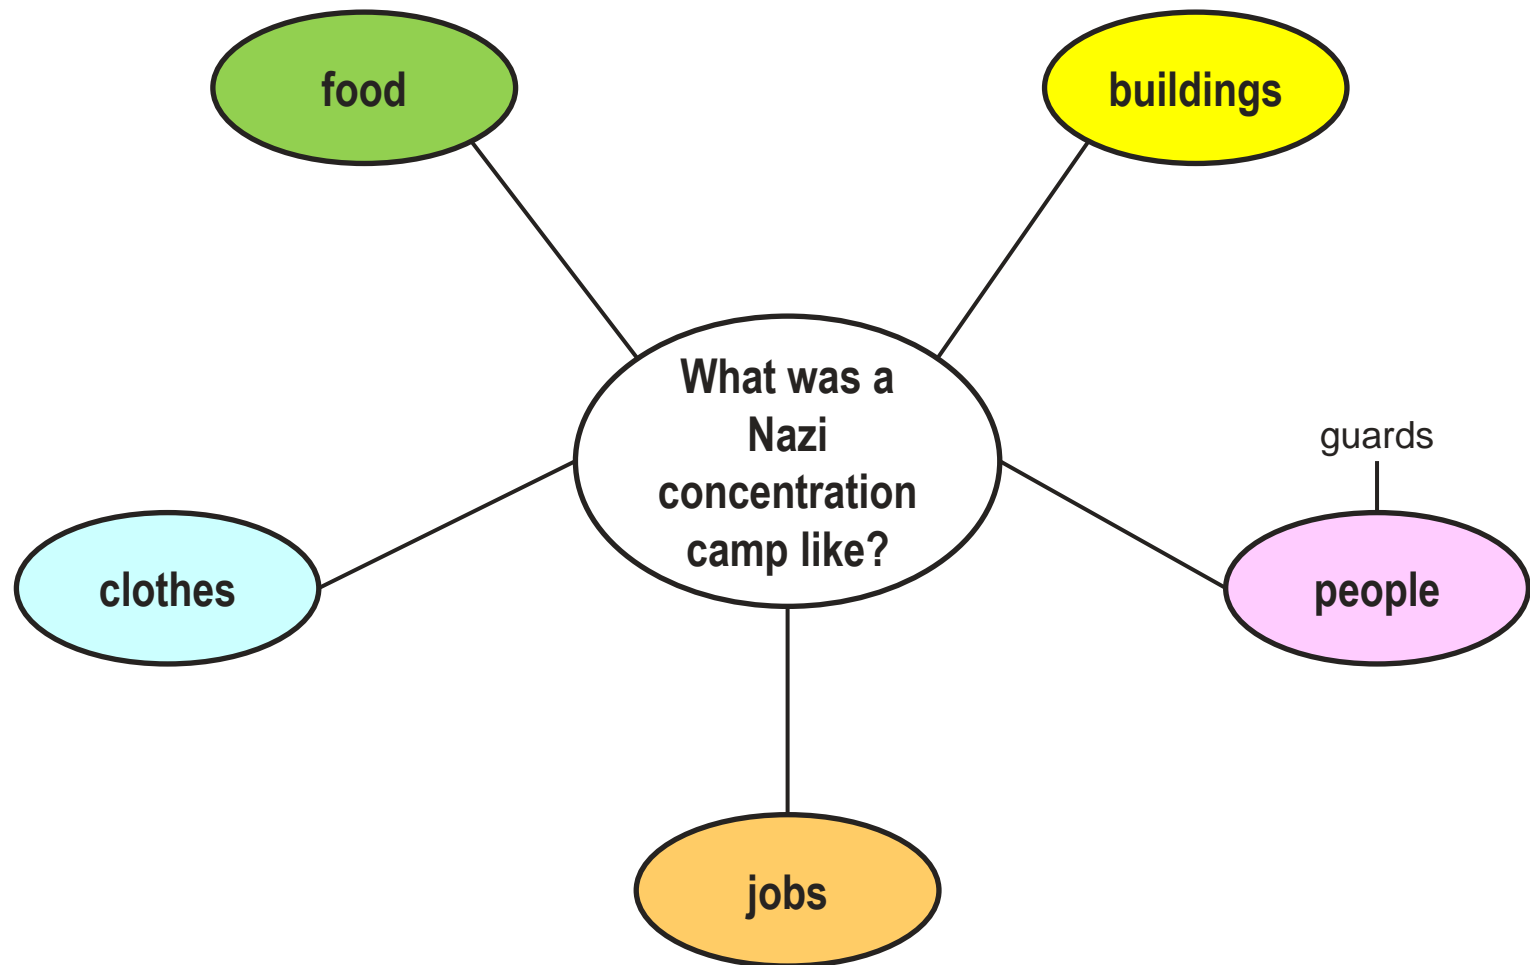 food
buildings
What was a
Nazi
concentration
camp like?
guards
clothes
people
jobs